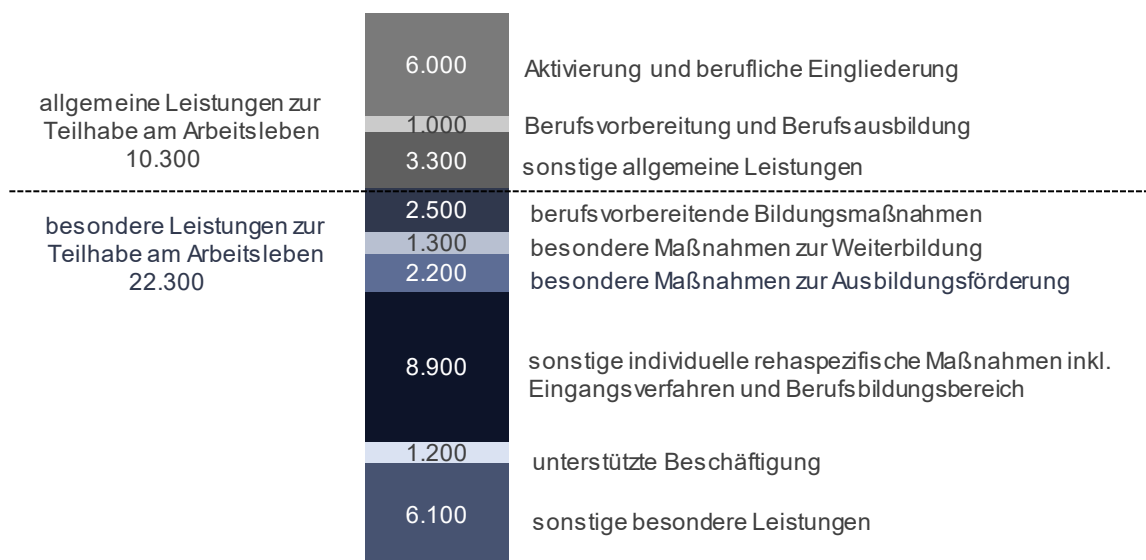 6.000
Aktivierung und berufliche Eingliederung
allgemeine Leistungen zur
Teilhabe am Arbeitsleben
10.300
1.000
Berufsvorbereitung und Berufsausbildung
3.300
sonstige allgemeine Leistungen
besondere Leistungen zur
Teilhabe am Arbeitsleben
22.300
2.500
berufsvorbereitende Bildungsmaßnahmen
1.300
besondere Maßnahmen zur Weiterbildung
2.200
besondere Maßnahmen zur Ausbildungsförderung
8.900
sonstige individuelle rehaspezifische Maßnahmen inkl.
Eingangsverfahren und Berufsbildungsbereich
1.200
unterstützte Beschäftigung
6.100
sonstige besondere Leistungen